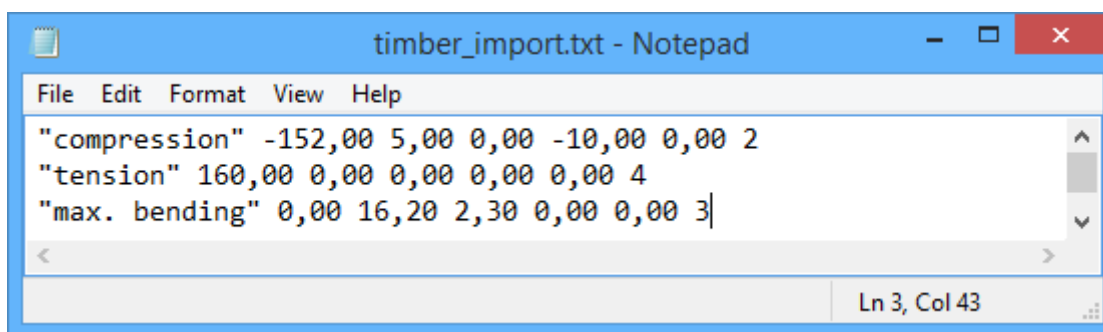 timber_import.txt - Notepad
File Edit Format View Help
"compression" -152,00 5,00 0,00 -10,00 0,00 2
"tension" 160,00 0,00 0,00 0,00 0,00 4
"max. bending" 0,00 16,20 2,30 0,00 0,00 3
Ln 3, Col 43